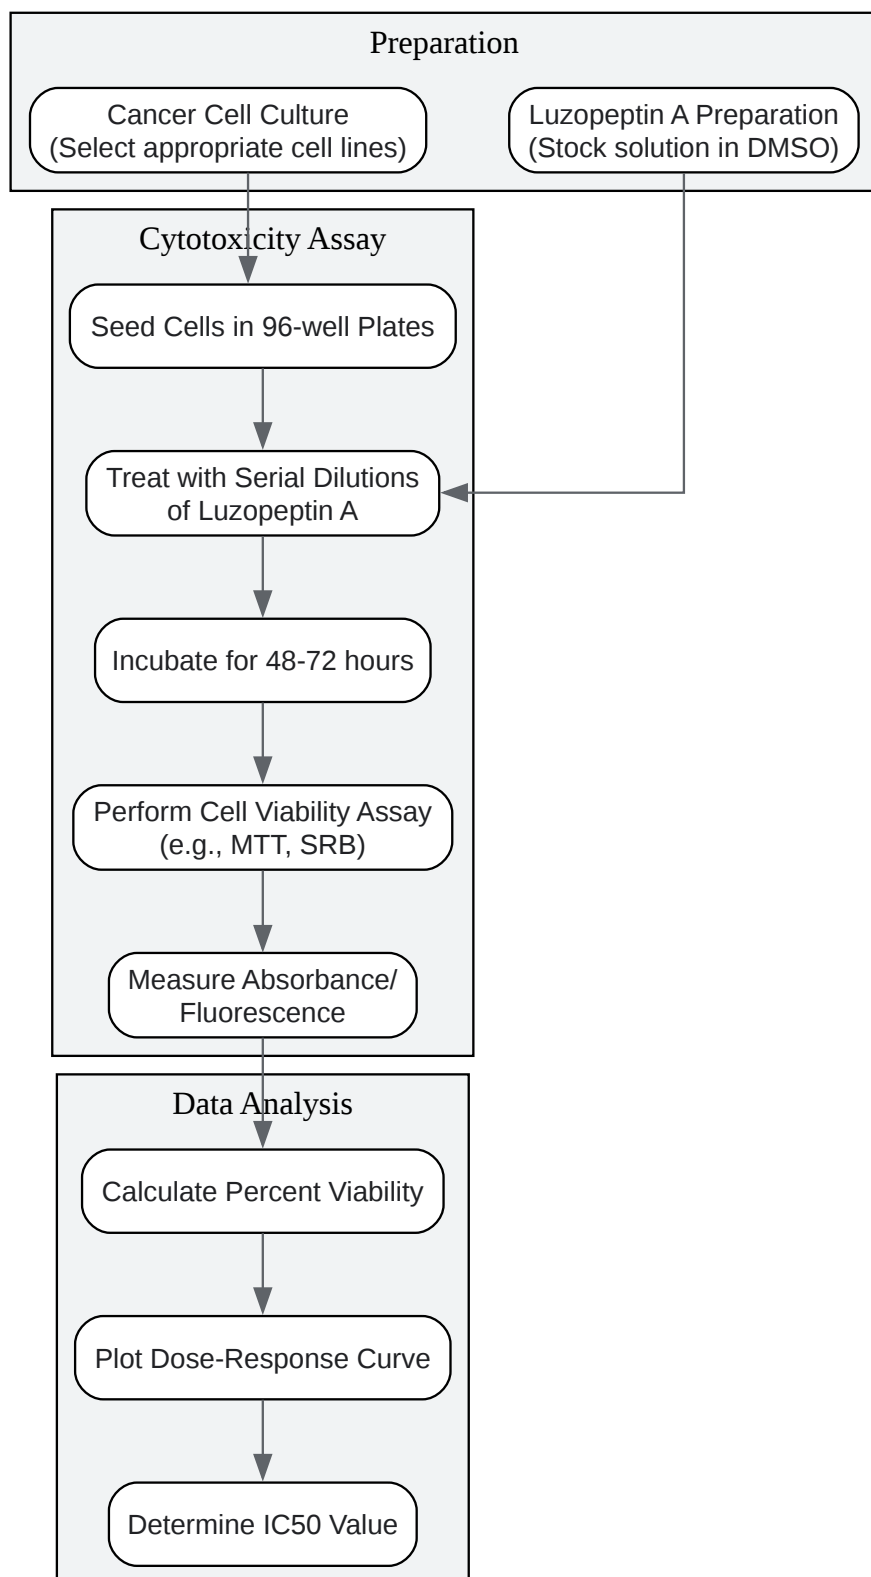 Preparation
Cancer Cell Culture
(Select appropriate cell lines)
Luzopeptin A Preparation
(Stock solution in DMSO)
Cytotoxicity Assay
Seed Cells in 96-well Plates
Treat with Serial Dilutions
of Luzopeptin A
Incubate for 48-72 hours
Perform Cell Viability Assay
(e.g., MTT, SRB)
Measure Absorbance/
Fluorescence
Data Analysis
Calculate Percent Viability
Plot Dose-Response Curve
Determine IC50 Value